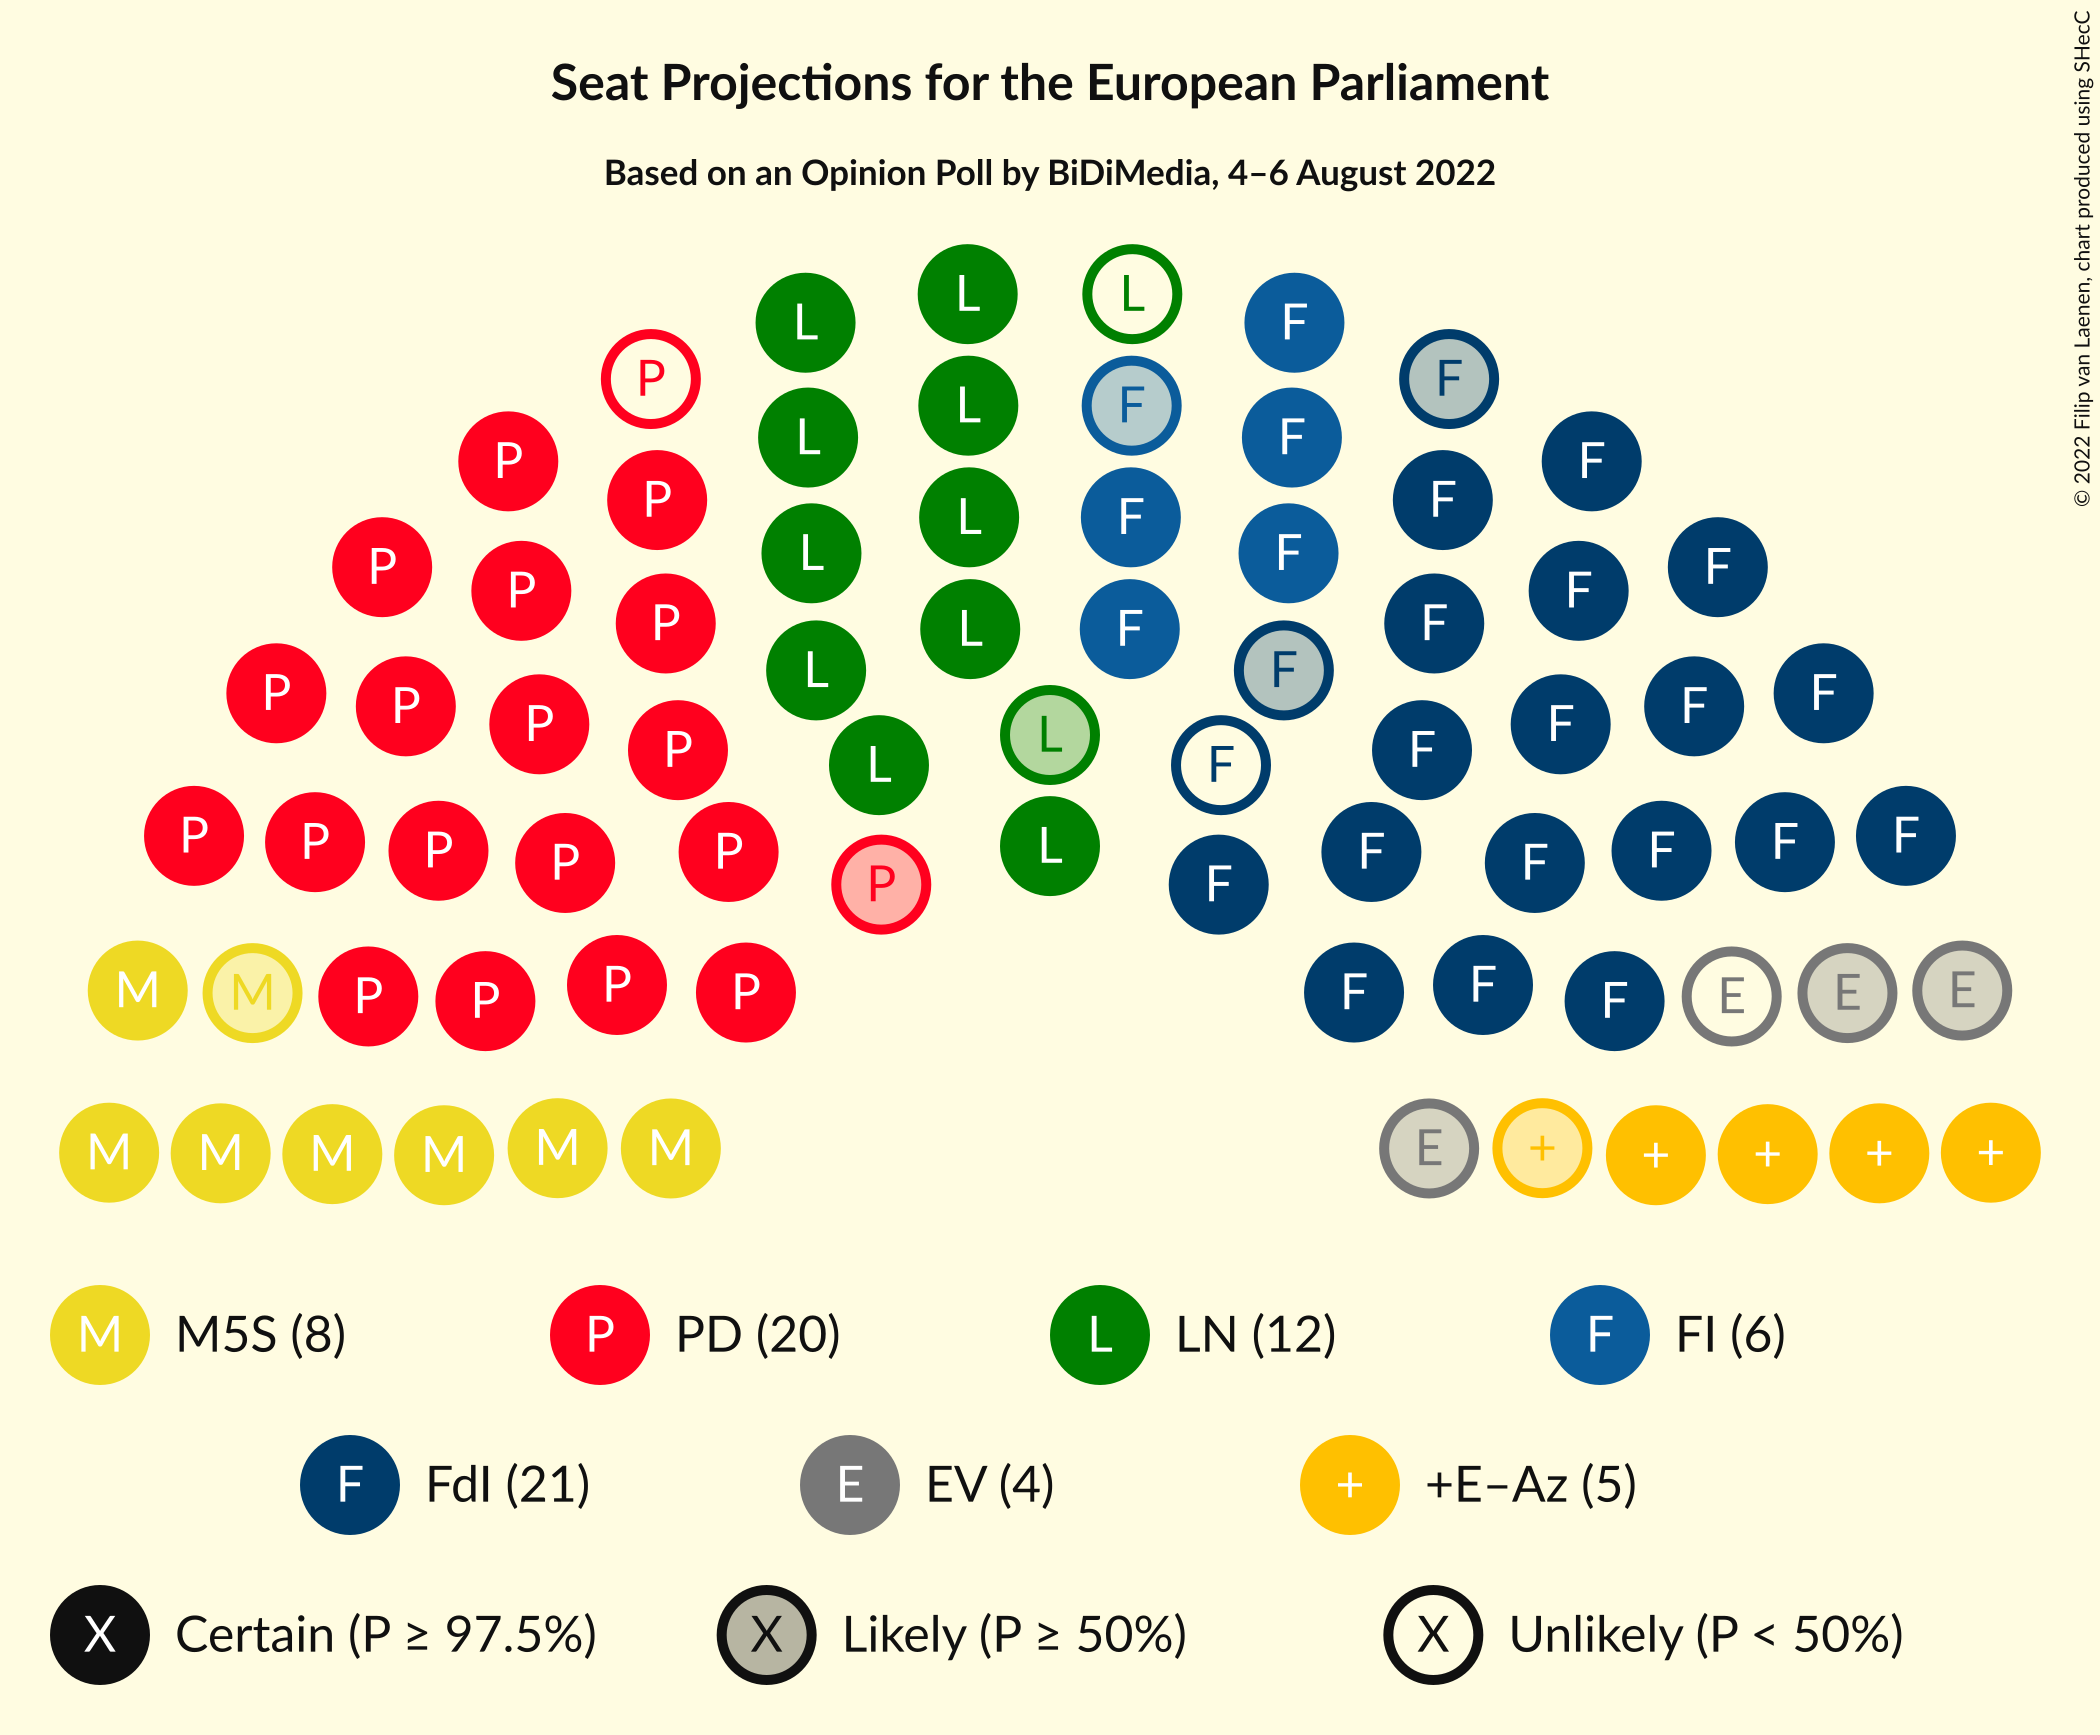 Seat Projections for the European Parliament
Based on an Opinion Poll by BiDiMedia, 4–6 August 2022
© 2022 Filip van Laenen, chart produced using SHecC
L L
L F
P F
L L F F
P F
P L F F
P F
L L F F
P F
P F
P L L F F F
P F
P F F
P P P L F F F F
L
P P P P P L F F F F F F
P P F F
M M P P P P F F F E E E
M M M M M M E + + + + +
M M5S (8) P PD (20) L LN (12) F FI (6)
F FdI (21) E EV (4) + +E–Az (5)
X Certain (P ≥ 97.5%) X Likely (P ≥ 50%) X Unlikely (P < 50%)